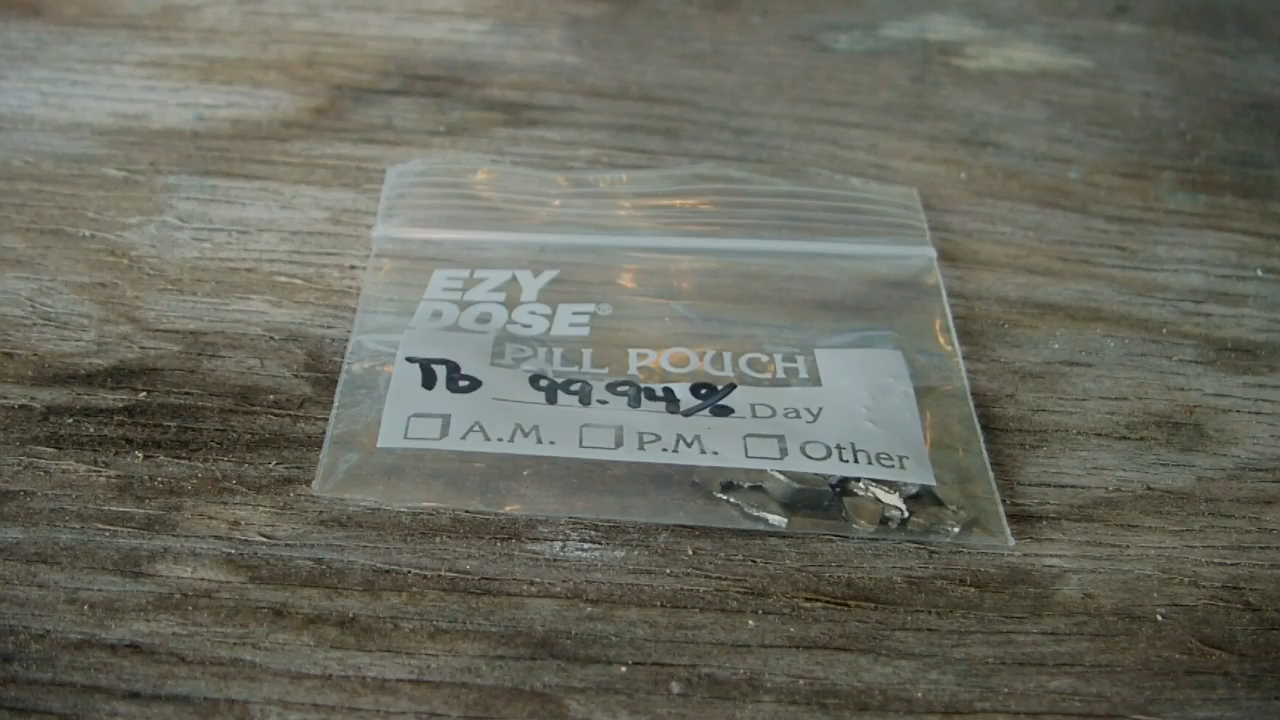 EZY
DOSE®
PILL POUCH
Tb 99.94% Day
A.M. P.M. Other